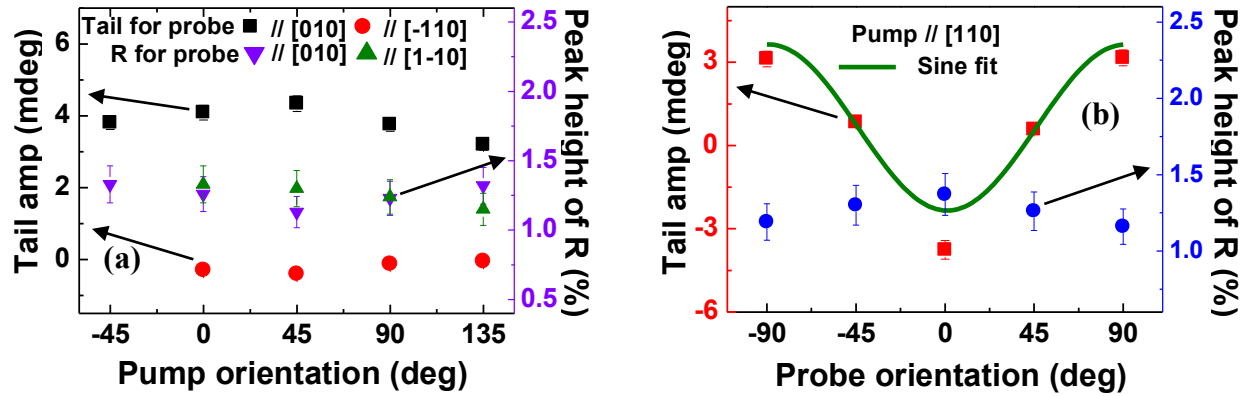 Tail for probe ■ // [010] ● // [-110]
R for probe ▼ // [010] ▲ // [1-10]
(a)
Tail amp (mdeg)
6
4
2
0
Peak height of R (%)
2.5
2.0
1.5
1.0
0.5
-45 0 45 90 135
Pump orientation (deg)
Pump // [110]
Sine fit
(b)
Tail amp (mdeg)
3
0
-3
-6
Peak height of R (%)
2.5
2.0
1.5
1.0
0.5
-90 -45 0 45 90
Probe orientation (deg)